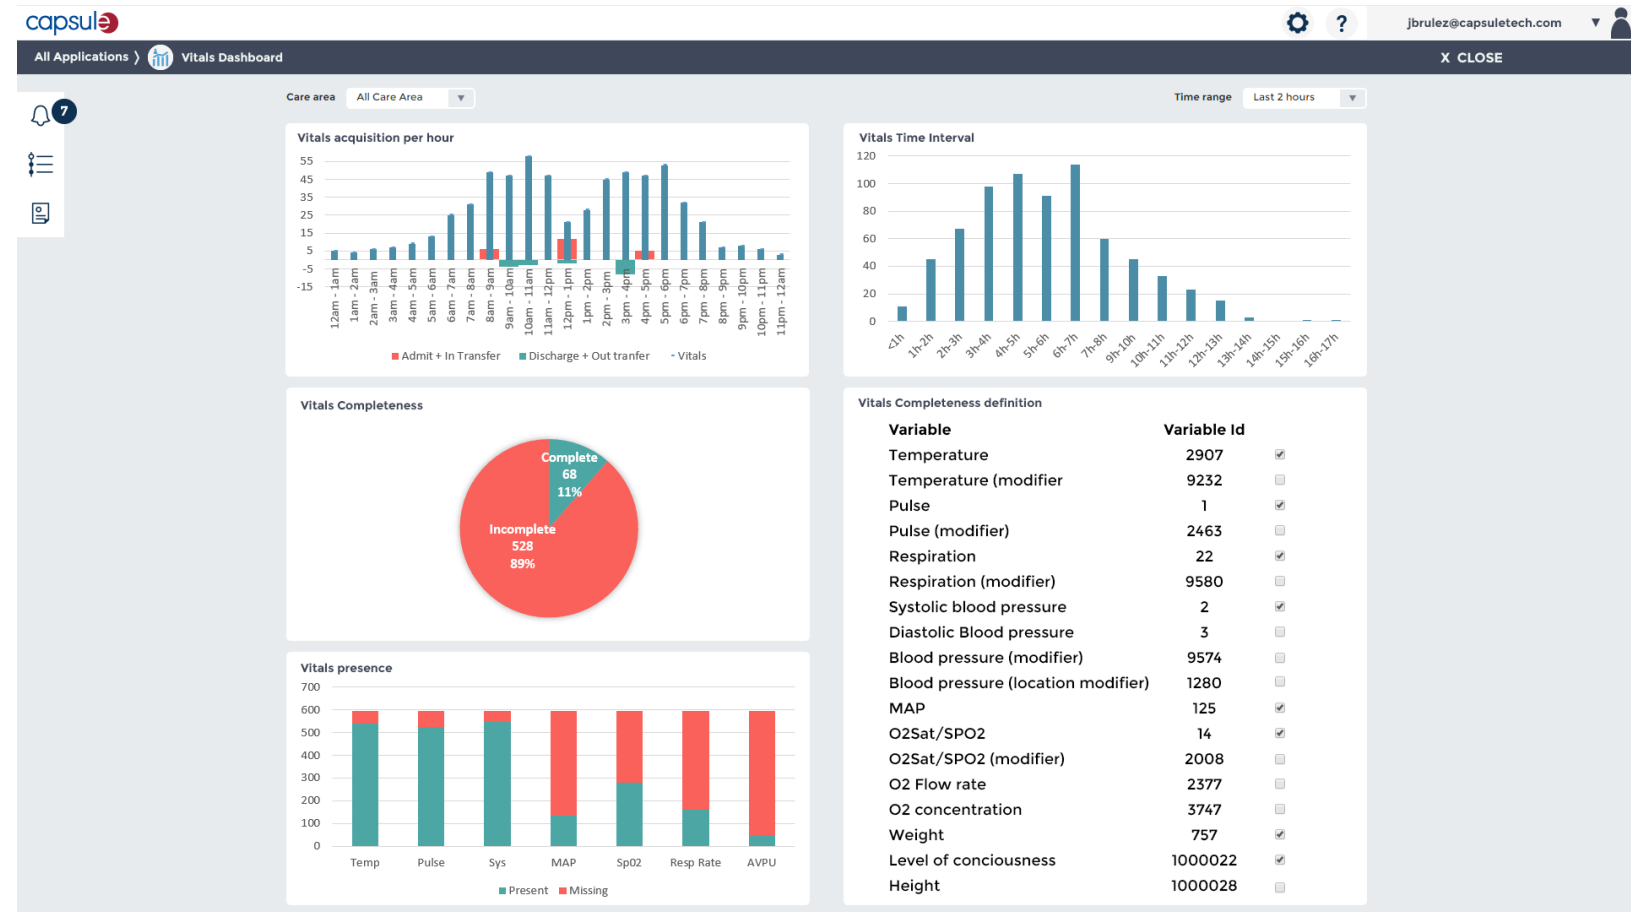 capsule
? jbrulez@capsuletech.com ▼
All Applications ❭ Vitals Dashboard X CLOSE
7
Care area All Care Area ▼ Time range Last 2 hours ▼
Vitals acquisition per hour
55
45
35
25
15
5
-5
-15
12am - 1am
1am - 2am
2am - 3am
3am - 4am
4am - 5am
5am - 6am
6am - 7am
7am - 8am
8am - 9am
9am - 10am
10am - 11am
11am - 12pm
12pm - 1pm
1pm - 2pm
2pm - 3pm
3pm - 4pm
4pm - 5pm
5pm - 6pm
6pm - 7pm
7pm - 8pm
8pm - 9pm
9pm - 10pm
10pm - 11pm
11pm - 12am
Admit + In Transfer Discharge + Out tranfer Vitals
Vitals Time Interval
120
100
80
60
40
20
0
<1h
1h-2h
2h-3h
3h-4h
4h-5h
5h-6h
6h-7h
7h-8h
9h-10h
10h-11h
11h-12h
12h-13h
13h-14h
14h-15h
15h-16h
16h-17h
Vitals Completeness
Complete
68
11%
Incomplete
528
89%
Vitals Completeness definition
Variable Variable Id
Temperature 2907
Temperature (modifier 9232
Pulse 1
Pulse (modifier) 2463
Respiration 22
Respiration (modifier) 9580
Systolic blood pressure 2
Diastolic Blood pressure 3
Blood pressure (modifier) 9574
Blood pressure (location modifier) 1280
MAP 125
O2Sat/SPO2 14
O2Sat/SPO2 (modifier) 2008
O2 Flow rate 2377
O2 concentration 3747
Weight 757
Level of conciousness 1000022
Height 1000028
Vitals presence
700
600
500
400
300
200
100
0
Temp Pulse Sys MAP Sp02 Resp Rate AVPU
Present Missing